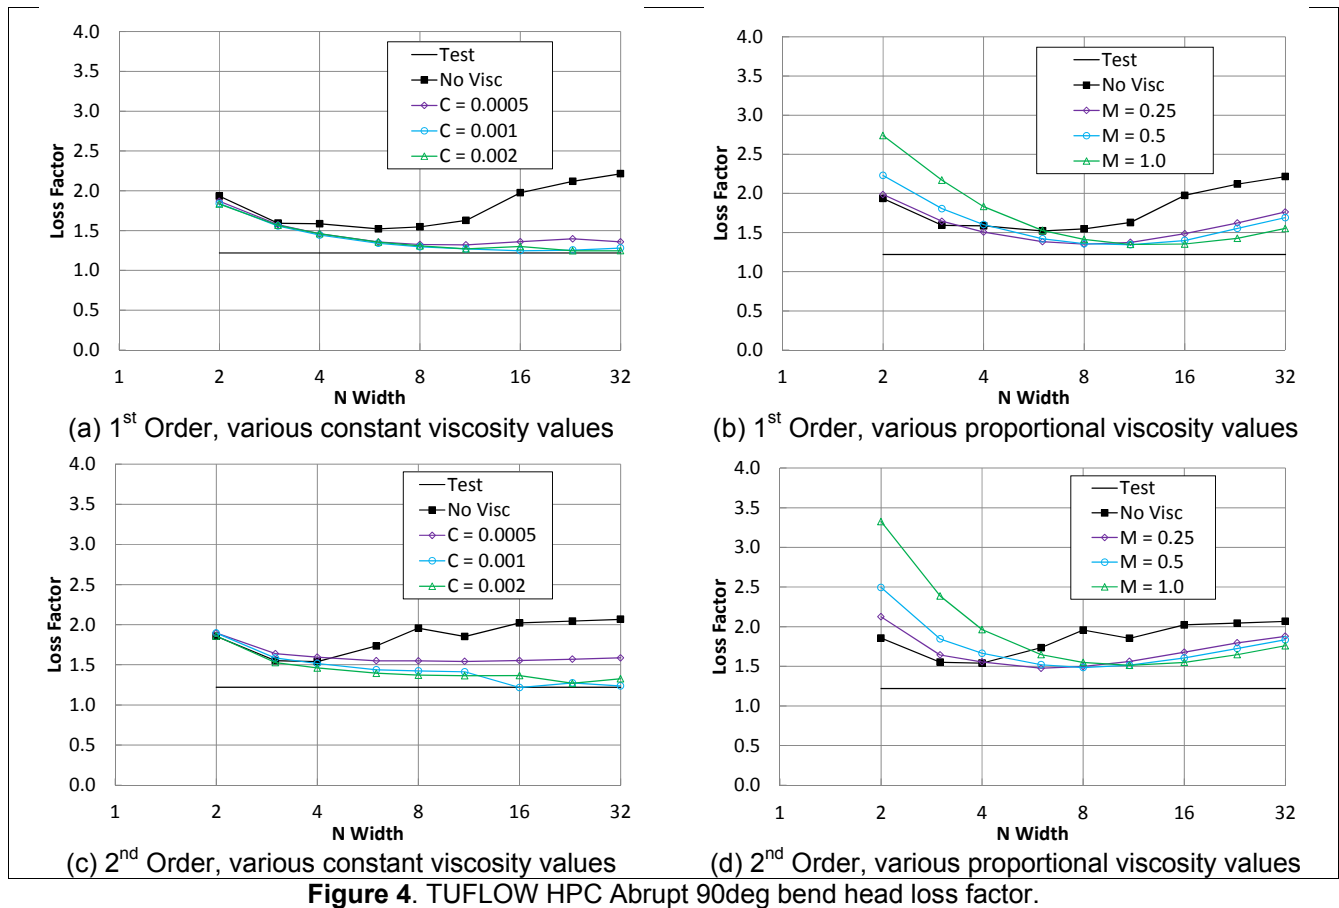 4.0
3.5
3.0
2.5
2.0
1.5
1.0
0.5
0.0
Loss Factor
Test
No Visc
C = 0.0005
C = 0.001
C = 0.002
1 2 4 8 16 32
N Width
(a) 1st Order, various constant viscosity values
4.0
3.5
3.0
2.5
2.0
1.5
1.0
0.5
0.0
Loss Factor
Test
No Visc
M = 0.25
M = 0.5
M = 1.0
1 2 4 8 16 32
N Width
(b) 1st Order, various proportional viscosity values
4.0
3.5
3.0
2.5
2.0
1.5
1.0
0.5
0.0
Loss Factor
Test
No Visc
C = 0.0005
C = 0.001
C = 0.002
1 2 4 8 16 32
N Width
(c) 2nd Order, various constant viscosity values
4.0
3.5
3.0
2.5
2.0
1.5
1.0
0.5
0.0
Loss Factor
Test
No Visc
M = 0.25
M = 0.5
M = 1.0
1 2 4 8 16 32
N Width
(d) 2nd Order, various proportional viscosity values
Figure 4. TUFLOW HPC Abrupt 90deg bend head loss factor.